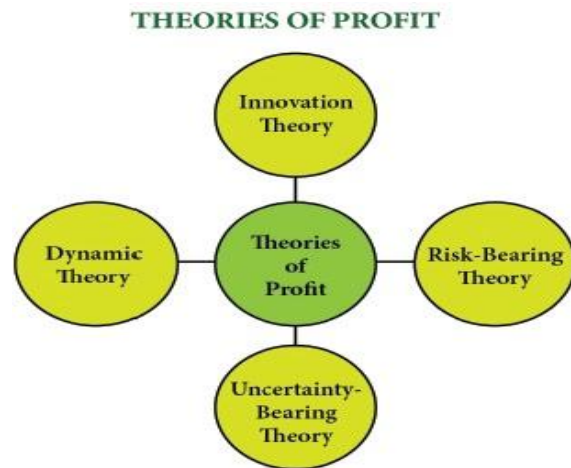 THEORIES OF PROFIT
Innovation
Theory
Dynamic
Theory
Theories
of
Profit
Risk-Bearing
Theory
Uncertainty-
Bearing
Theory